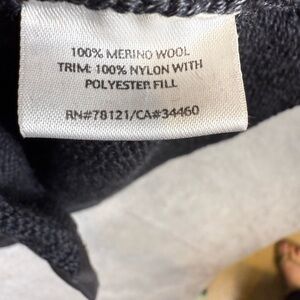 100% MERINO WOOL
TRIM: 100% NYLON WITH
POLYESTER FILL
RN#78121/CA#34460